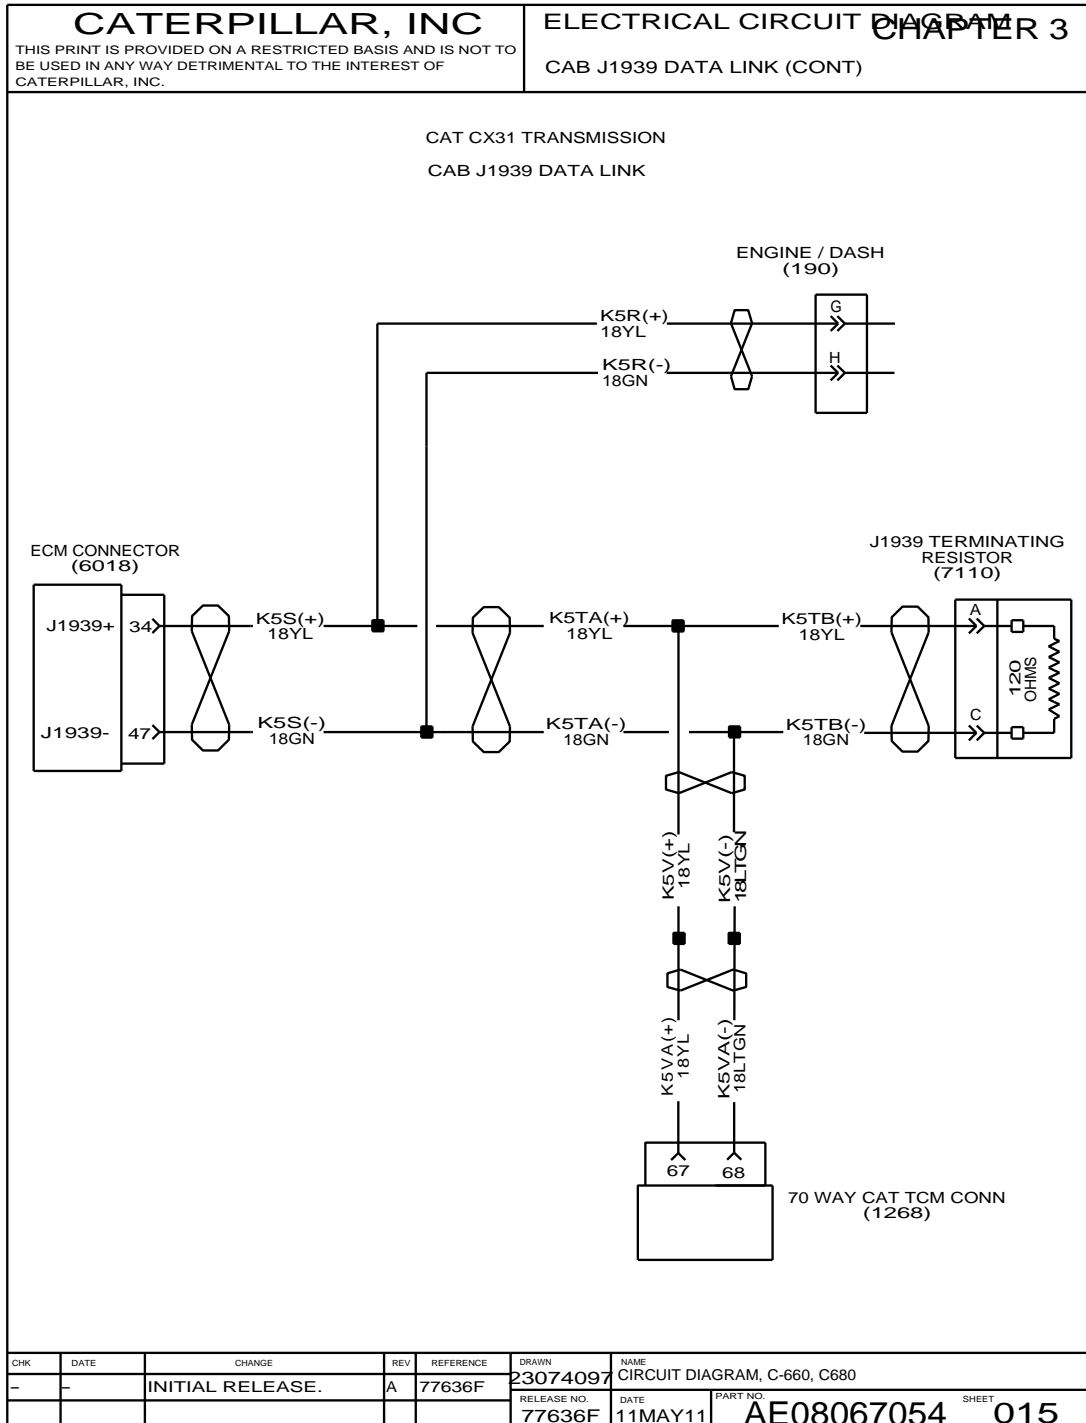 CATERPILLAR, INC
THIS PRINT IS PROVIDED ON A RESTRICTED BASIS AND IS NOT TO
BE USED IN ANY WAY DETRIMENTAL TO THE INTEREST OF
CATERPILLAR, INC.
ELECTRICAL CIRCUIT DIAGRAM
CHAPTER 3
CAB J1939 DATA LINK (CONT)
CAT CX31 TRANSMISSION
CAB J1939 DATA LINK
ENGINE / DASH
(190)
K5R(+)
18YL
G
K5R(-)
18GN
H
ECM CONNECTOR
(6018)
J1939 TERMINATING
RESISTOR
(7110)
J1939+
34
K5S(+)
18YL
K5TA(+)
18YL
K5TB(+)
18YL
A
120
OHMS
J1939-
47
K5S(-)
18GN
K5TA(-)
18GN
K5TB(-)
18GN
C
K5V(+)
18YL
K5V(-)
18LTGN
K5VA(+)
18YL
K5VA(-)
18LTGN
67
68
70 WAY CAT TCM CONN
(1268)
CHK
DATE
CHANGE
REV
REFERENCE
DRAWN
23074097
NAME
CIRCUIT DIAGRAM, C-660, C680
-
-
INITIAL RELEASE.
A
77636F
RELEASE NO.
77636F
DATE
11MAY11
PART NO.
AE08067054
SHEET
015